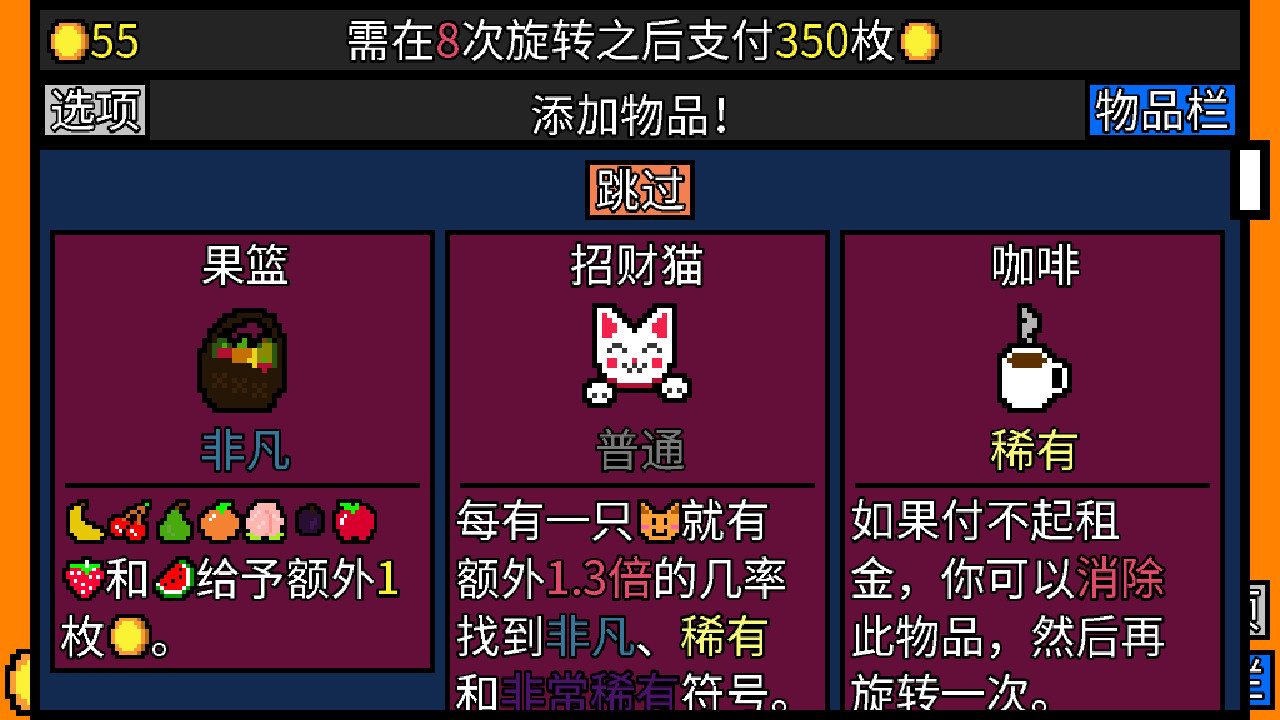 55
需在8次旋转之后支付350枚
选项
添加物品！
物品栏
跳过
果篮
非凡
和给予额外1
枚。
招财猫
普通
每有一只就有
额外1.3倍的几率
找到非凡、稀有
和非常稀有符号。
咖啡
稀有
如果付不起租
金，你可以消除
此物品，然后再
旋转一次。